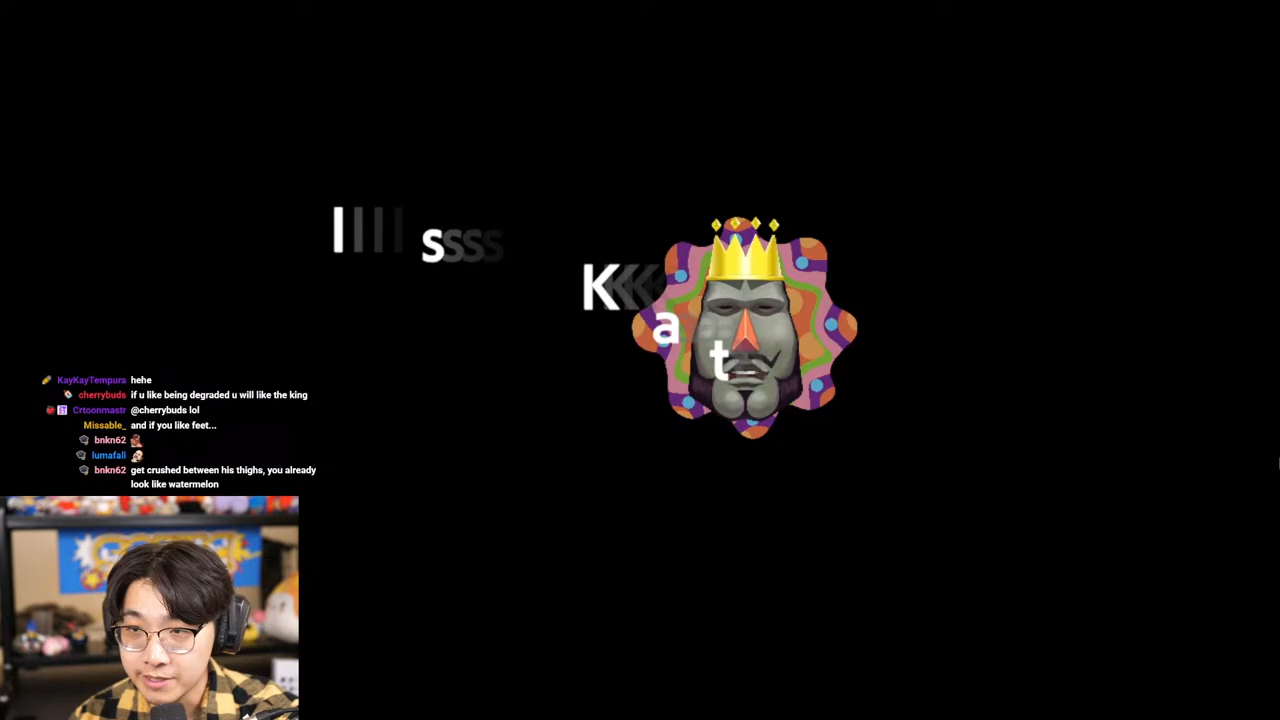 I s K a t
KayKayTempura hehe
cherrybuds if u like being degraded u will like the king
Crtoonmastr @cherrybuds lol
Missable_ and if you like feet...
bnkn62
lumafall
bnkn62 get crushed between his thighs, you already
look like watermelon